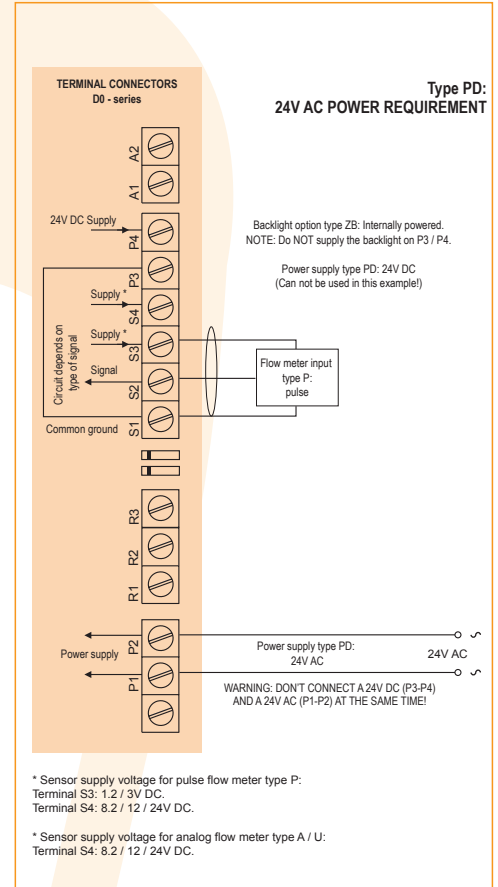 TERMINAL CONNECTORS
D0 - series
Type PD:
24V AC POWER REQUIREMENT
A2
A1
24V DC Supply
P4
Backlight option type ZB: Internally powered.
NOTE: Do NOT supply the backlight on P3 / P4.
P3
Power supply type PD: 24V DC
(Can not be used in this example!)
Supply *
S4
Supply *
S3
Circuit depends on
type of signal
Signal
S2
Flow meter input
type P:
pulse
Common ground
S1
R3
R2
R1
P2
Power supply
Power supply type PD:
24V AC
24V AC
P1
WARNING: DON'T CONNECT A 24V DC (P3-P4)
AND A 24V AC (P1-P2) AT THE SAME TIME!
* Sensor supply voltage for pulse flow meter type P:
Terminal S3: 1.2 / 3V DC.
Terminal S4: 8.2 / 12 / 24V DC.
* Sensor supply voltage for analog flow meter type A / U:
Terminal S4: 8.2 / 12 / 24V DC.